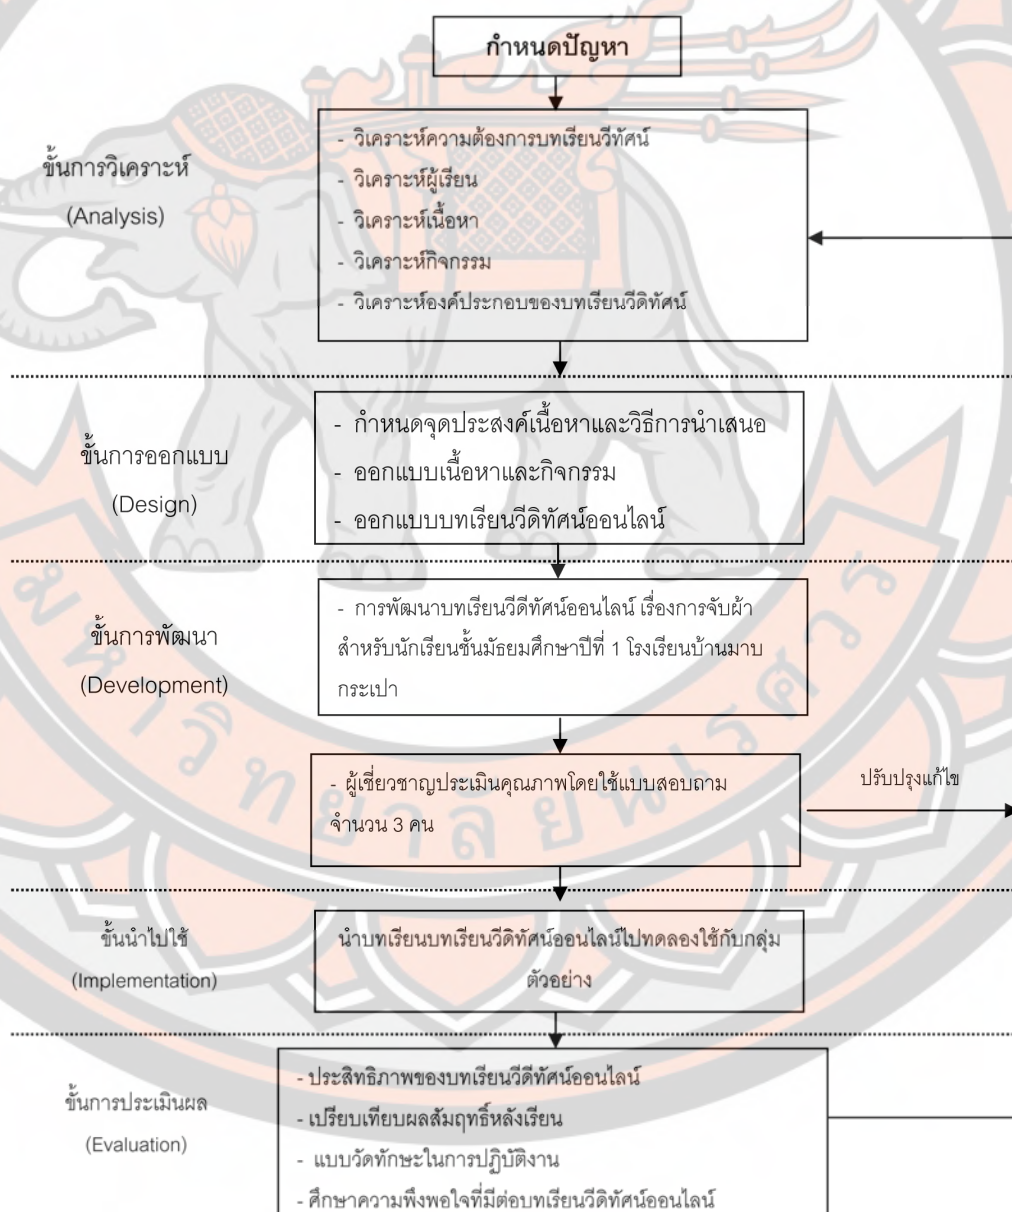 กำหนดปัญหา
ขั้นการวิเคราะห์
(Analysis)
- วิเคราะห์ความต้องการบทเรียนวีทัศน์
- วิเคราะห์ผู้เรียน
- วิเคราะห์เนื้อหา
- วิเคราะห์กิจกรรม
- วิเคราะห์องค์ประกอบของบทเรียนวีดิทัศน์
ขั้นการออกแบบ
(Design)
- กำหนดจุดประสงค์เนื้อหาและวิธีการนำเสนอ
- ออกแบบเนื้อหาและกิจกรรม
- ออกแบบบทเรียนวีดิทัศน์ออนไลน์
ขั้นการพัฒนา
(Development)
- การพัฒนาบทเรียนวีดีทัศน์ออนไลน์ เรื่องการจับผ้า
สำหรับนักเรียนชั้นมัธยมศึกษาปีที่ 1 โรงเรียนบ้านมาบ
กระเปา
- ผู้เชี่ยวชาญประเมินคุณภาพโดยใช้แบบสอบถาม
จำนวน 3 คน
ปรับปรุงแก้ไข
ขั้นนำไปใช้
(Implementation)
นำบทเรียนบทเรียนวีดิทัศน์ออนไลน์ไปทดลองใช้กับกลุ่ม
ตัวอย่าง
ขั้นการประเมินผล
(Evaluation)
- ประสิทธิภาพของบทเรียนวีดีทัศน์ออนไลน์
- เปรียบเทียบผลสัมฤทธิ์หลังเรียน
- แบบวัดทักษะในการปฏิบัติงาน
- ศึกษาความพึงพอใจที่มีต่อบทเรียนวีดิทัศน์ออนไลน์
มหาวิทยาลัยนเรศวร